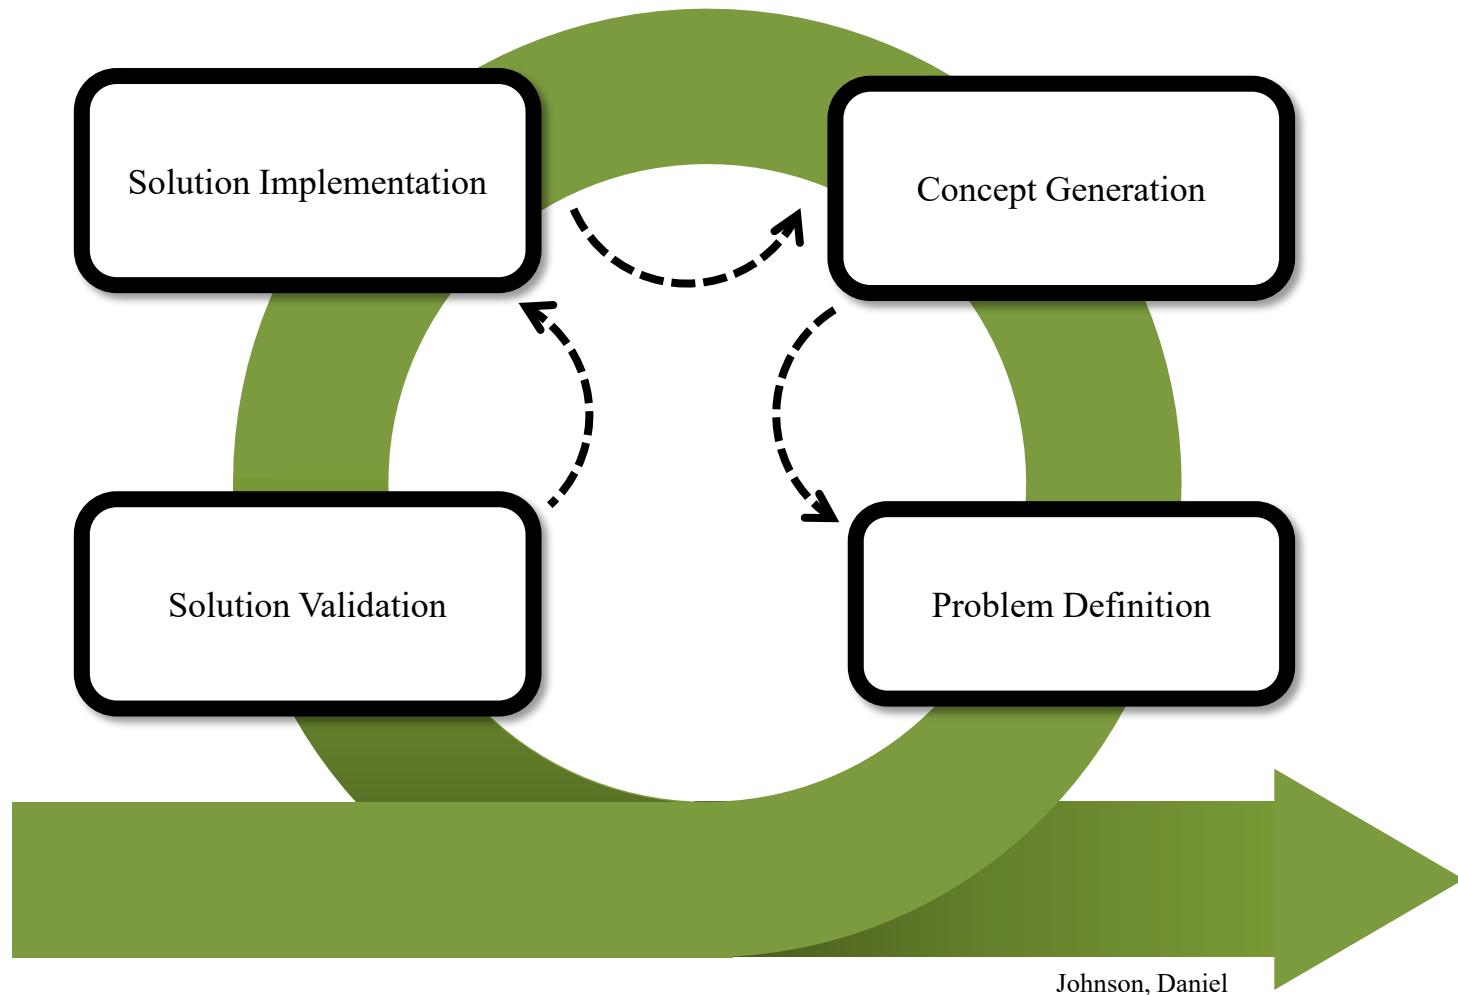 Solution Implementation
Concept Generation
Solution Validation
Problem Definition
Johnson, Daniel